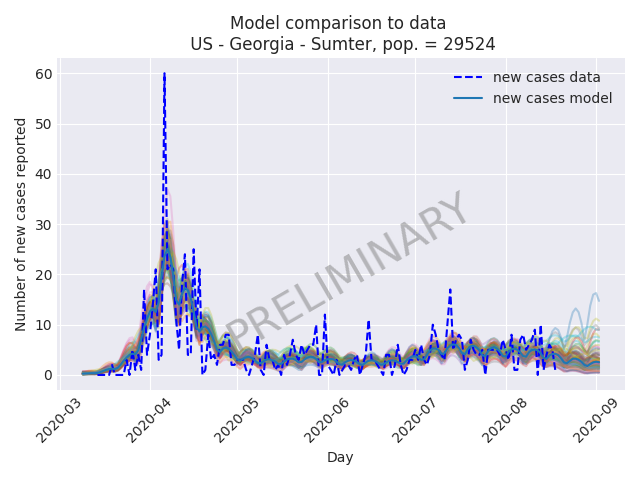 Model comparison to data
US - Georgia - Sumter, pop. = 29524
new cases data
new cases model
PRELIMINARY
Number of new cases reported
60
50
40
30
20
10
0
2020-03
2020-04
2020-05
2020-06
2020-07
2020-08
2020-09
Day